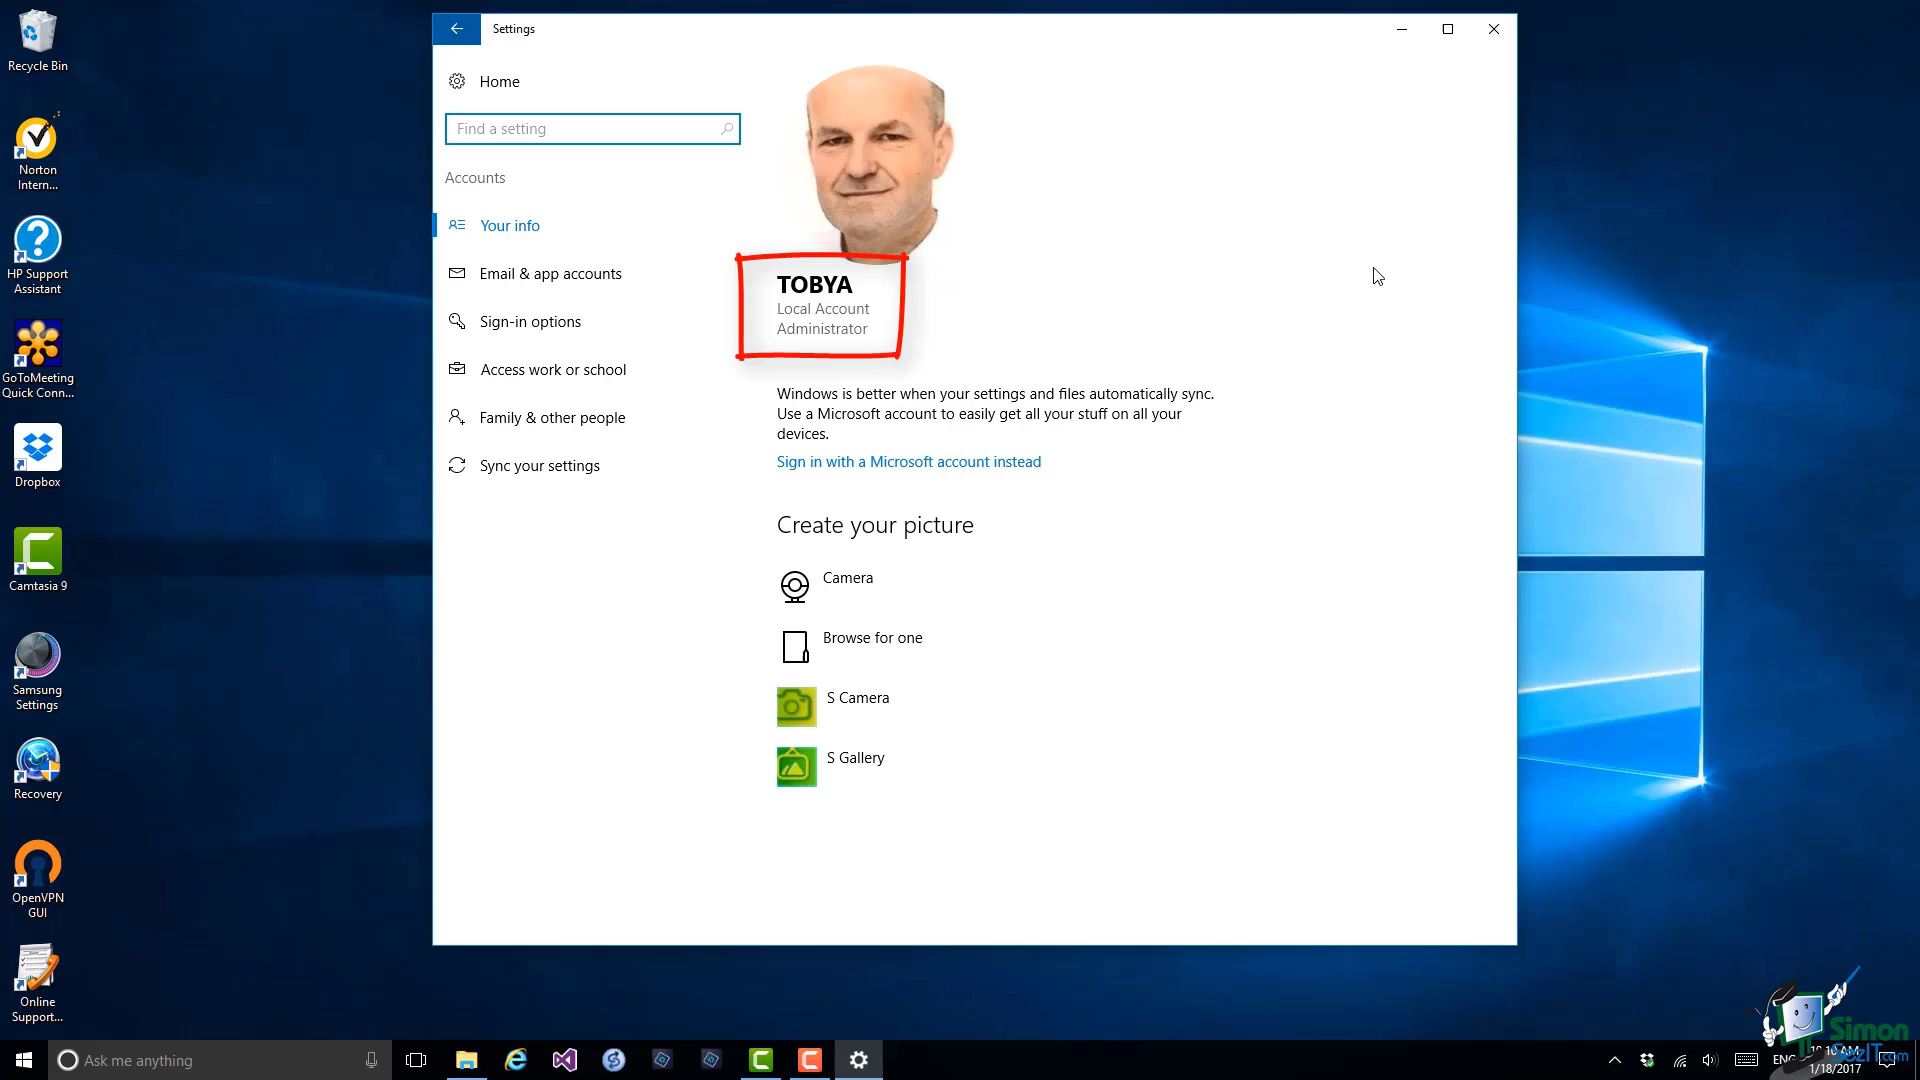 Recycle Bin
Norton
Intern...
HP Support
Assistant
GoToMeeting
Quick Conn...
Dropbox
Camtasia 9
Samsung
Settings
Recovery
OpenVPN
GUI
Online
Support...
Settings
Home
Find a setting
Accounts
Your info
Email & app accounts
Sign-in options
Access work or school
Family & other people
Sync your settings
TOBYA
Local Account
Administrator
Windows is better when your settings and files automatically sync.
Use a Microsoft account to easily get all your stuff on all your
devices.
Sign in with a Microsoft account instead
Create your picture
Camera
Browse for one
S Camera
S Gallery
Ask me anything
ENG
1/18/2017
Simon
SezIT.com